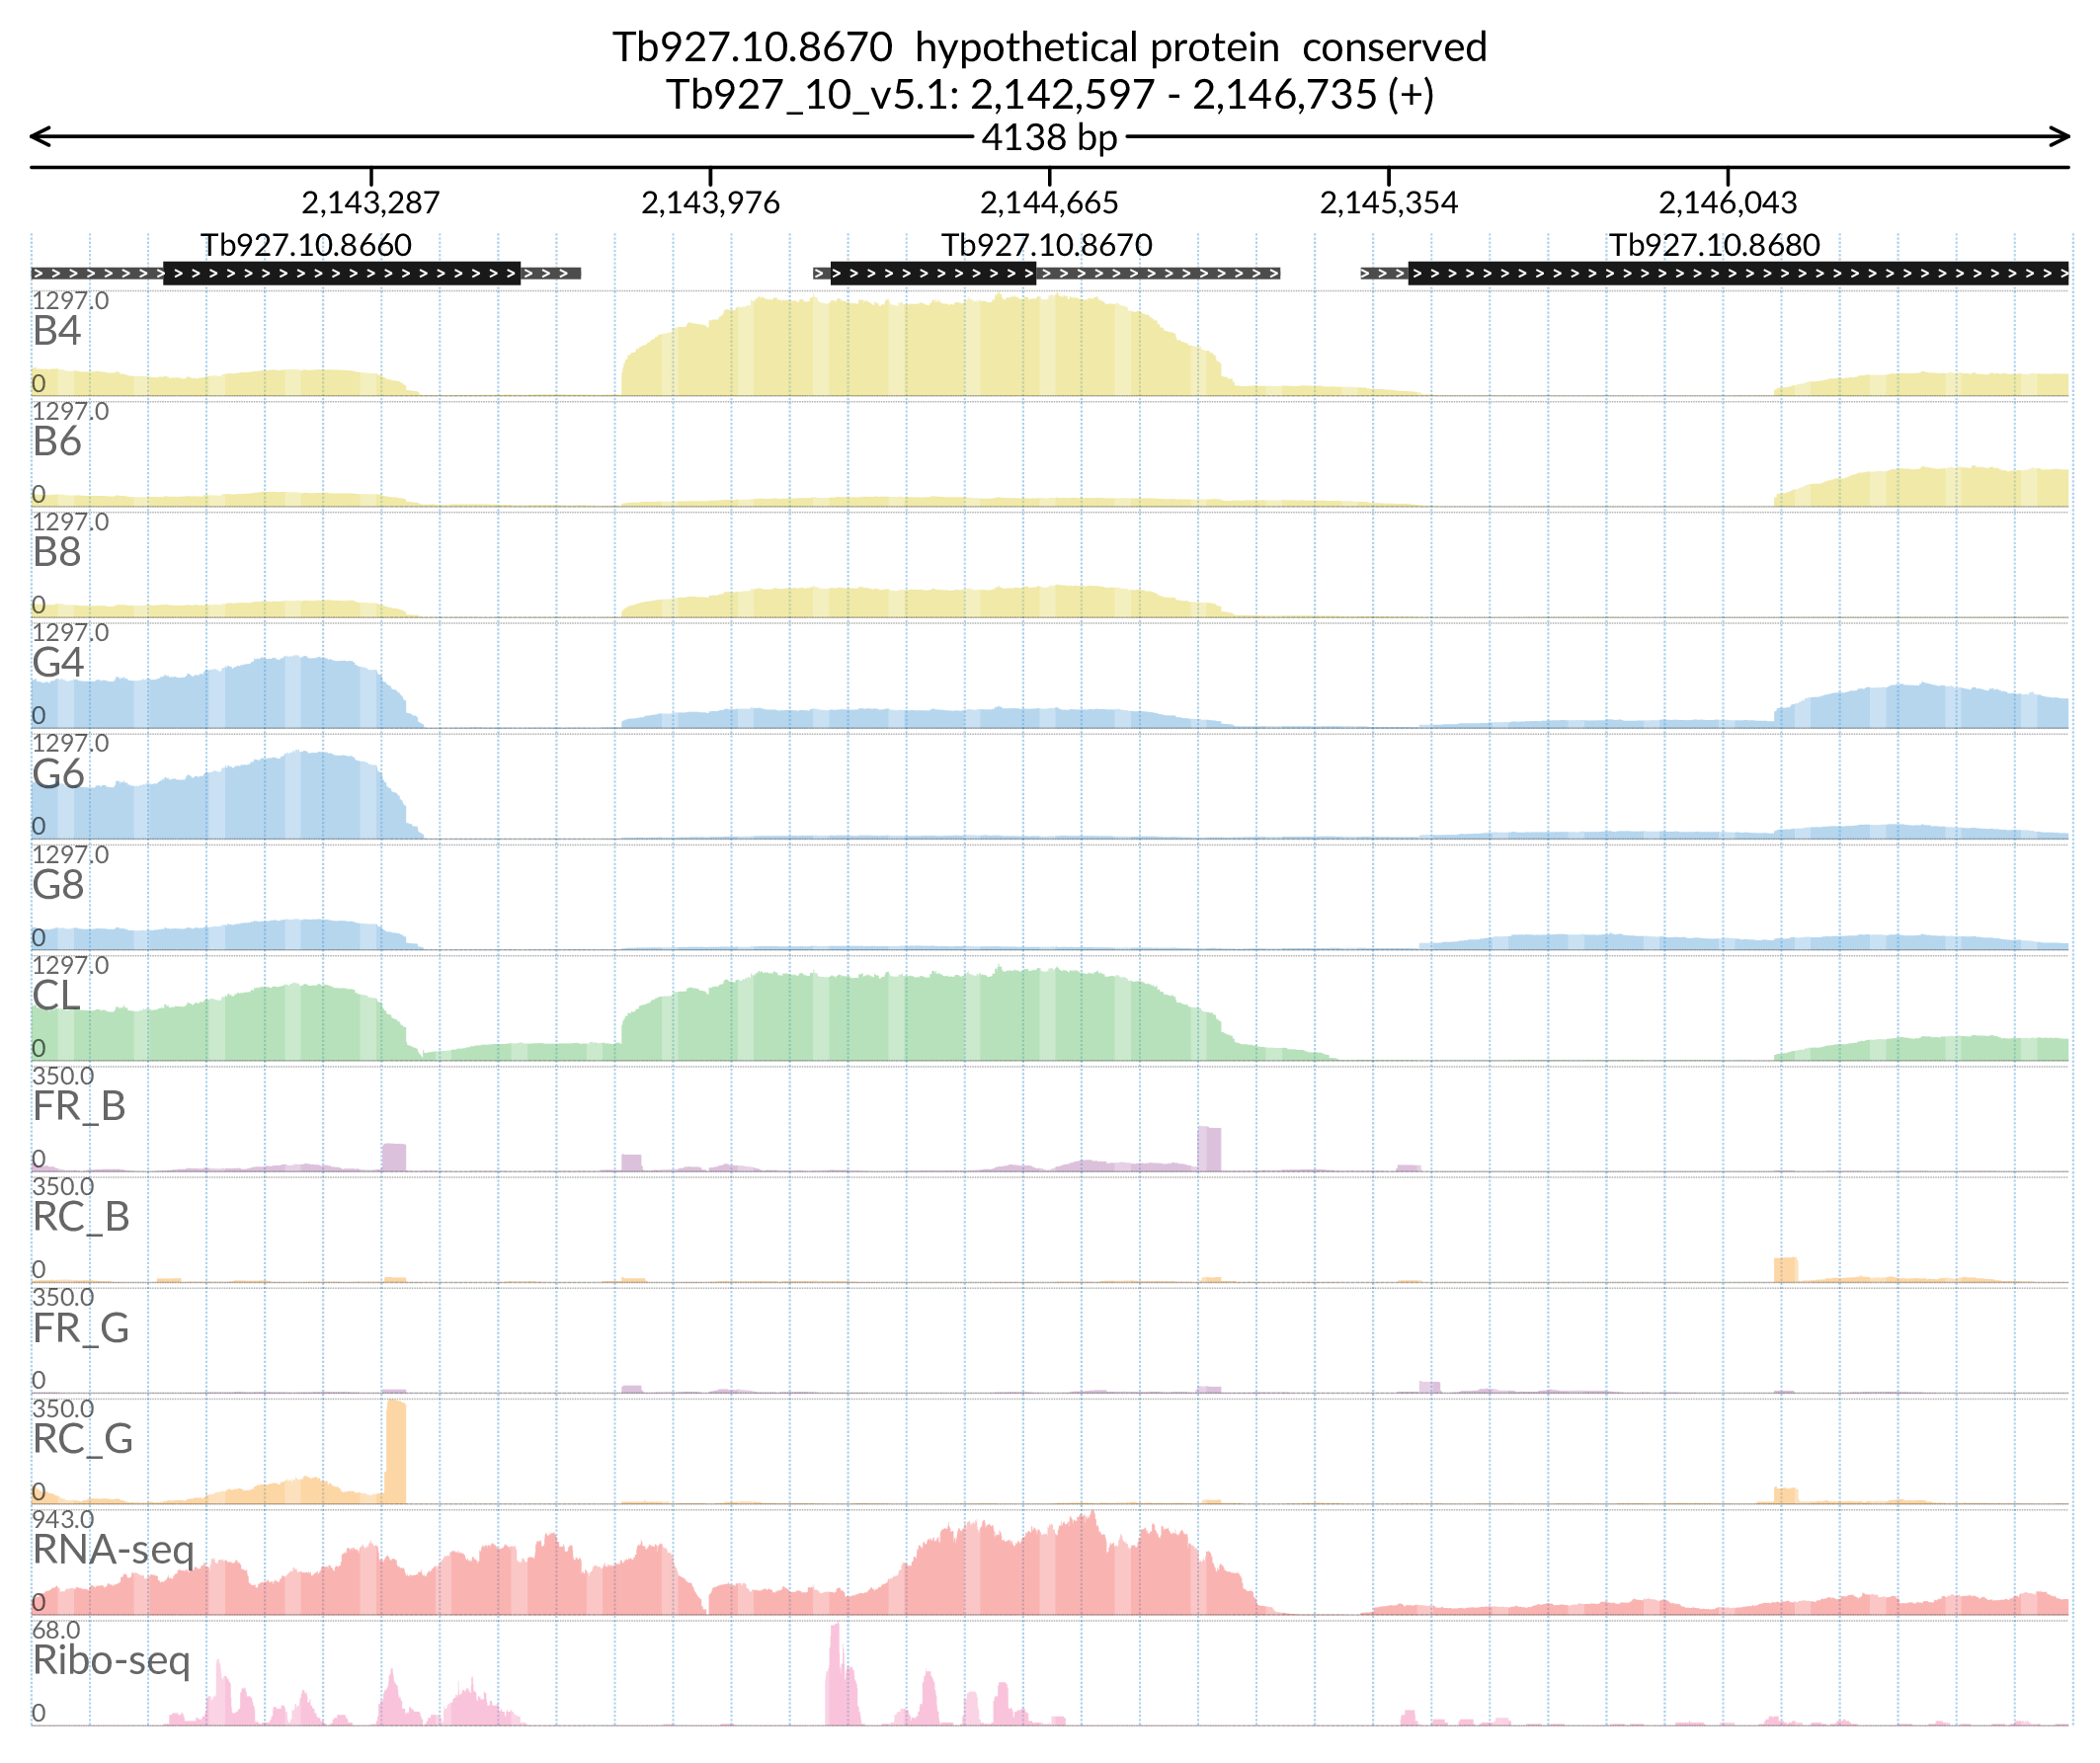 Tb927.10.8670  hypothetical protein  conserved
Tb927_10_v5.1: 2,142,597 - 2,146,735 (+)
4138 bp
2,143,287 2,143,976 2,144,665 2,145,354 2,146,043
Tb927.10.8660 Tb927.10.8670 Tb927.10.8680
1297.0
B4
0
1297.0
B6
0
1297.0
B8
0
1297.0
G4
0
1297.0
G6
0
1297.0
G8
0
1297.0
CL
0
350.0
FR_B
0
350.0
RC_B
0
350.0
FR_G
0
350.0
RC_G
0
943.0
RNA-seq
0
68.0
Ribo-seq
0